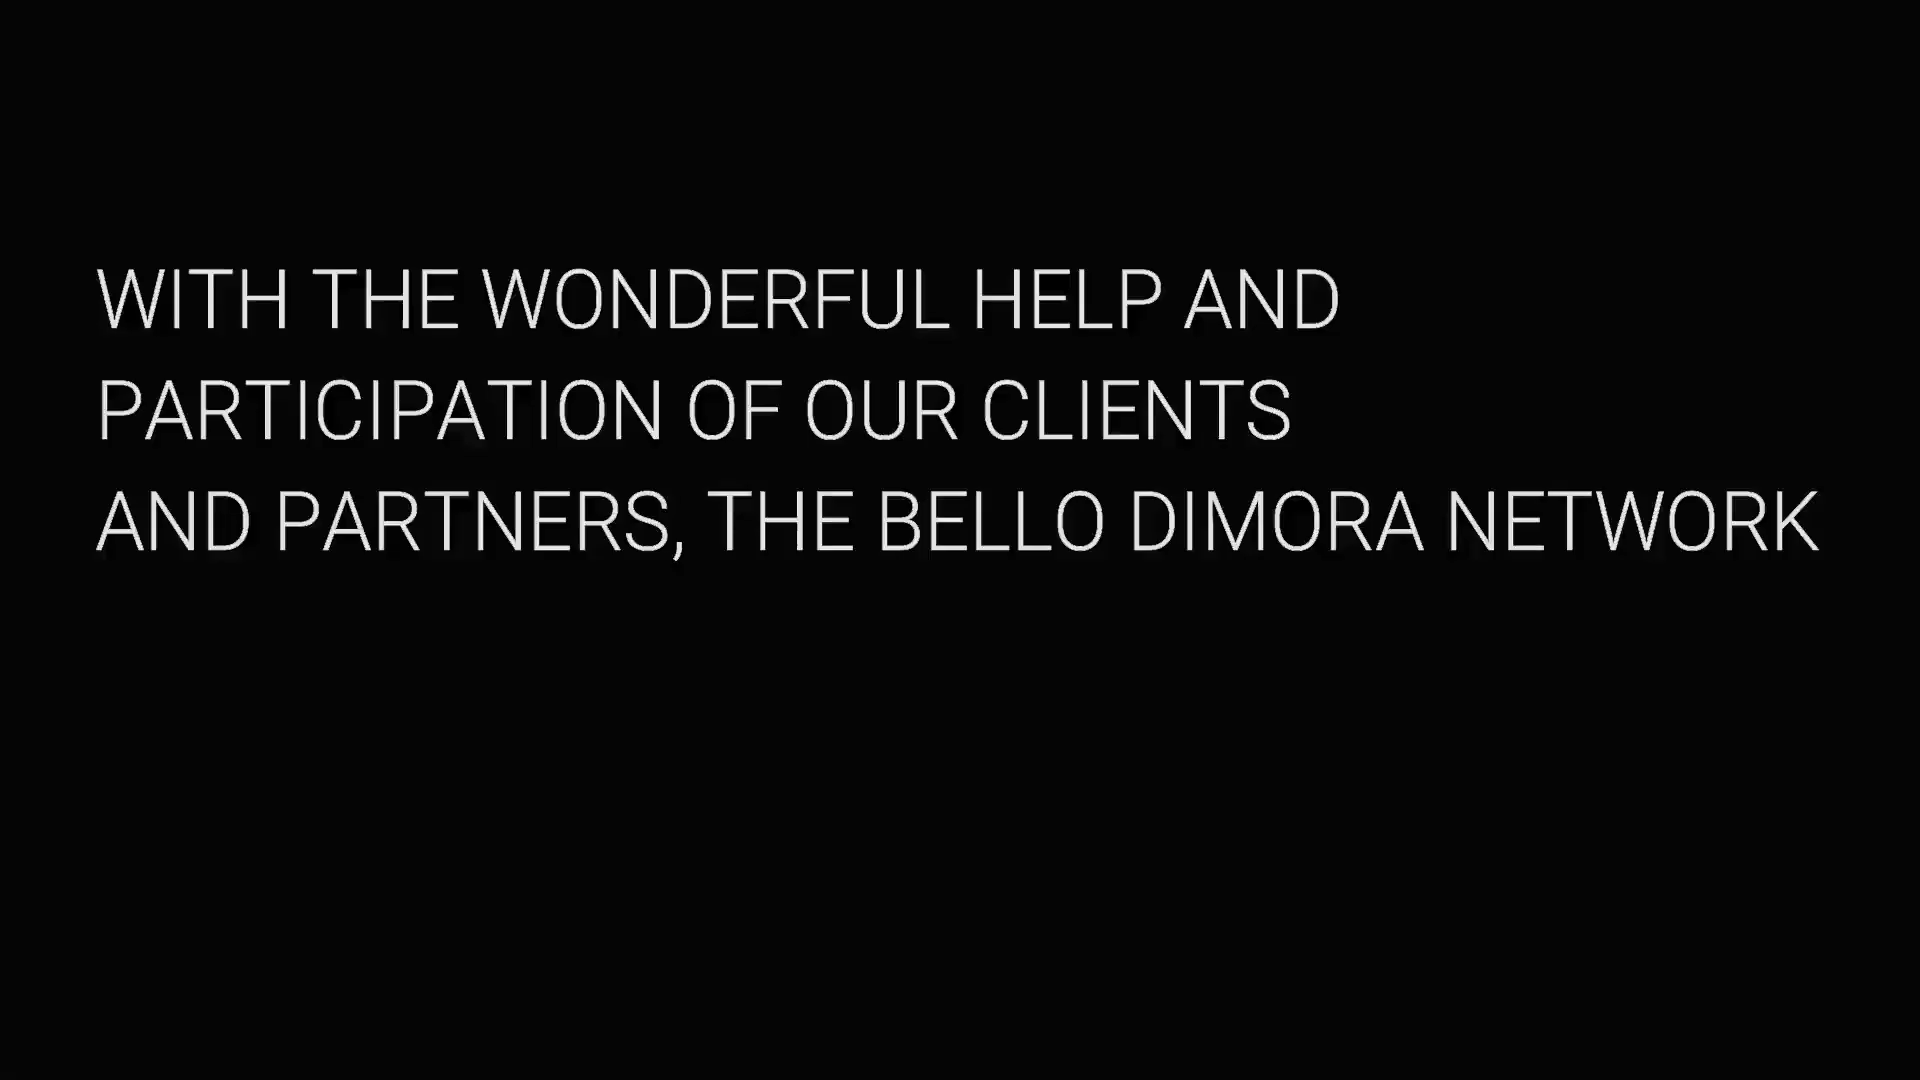 WITH THE WONDERFUL HELP AND
PARTICIPATION OF OUR CLIENTS
AND PARTNERS, THE BELLO DIMORA NETWORK